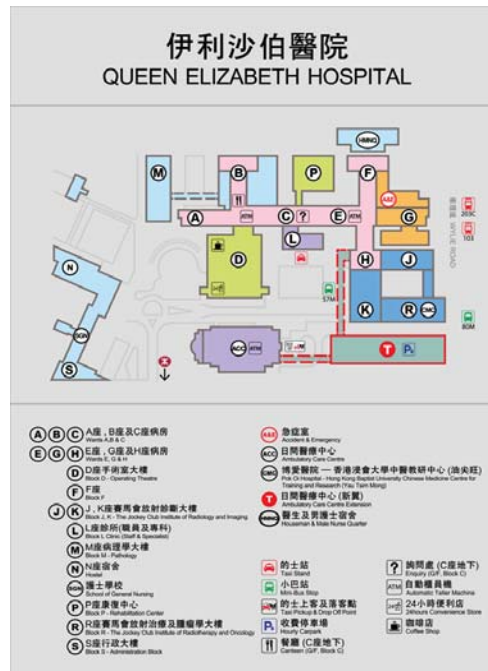 伊利沙伯醫院
QUEEN ELIZABETH HOSPITAL
HMNQ
M
B
P
F
A&E
A
ATM
C
?
E
ATM
G
203C
103
衛理道 WYLIE ROAD
L
D
H
J
N
57M
K
R
CMC
80M
SGN
ACC
ATM
T
P
S
A B C
A座，B座及C座病房
Wards A,B & C
E G H
E座，G座及H座病房
Wards E, G & H
D
D座手術室大樓
Block D - Operating Theatre
F
F座
Block F
J K
J , K座賽馬會放射診斷大樓
Block J, K - The Jockey Club Institute of Radiology and Imaging
L
L座診所(職員及專科)
Block L Clinic (Staff & Specialist)
M
M座病理學大樓
Block M - Pathology
N
N座宿舍
Hostel
SGN
護士學校
School of General Nursing
P
P座康復中心
Block P - Rehabilitation Center
R
R座賽馬會放射治療及腫瘤學大樓
Block R - The Jockey Club Institute of Radiotherapy and Oncology
S
S座行政大樓
Block S - Administration Block
A&E
急症室
Accident & Emergency
ACC
日間醫療中心
Ambulatory Care Centre
CMC
博愛醫院 — 香港浸會大學中醫教研中心 (油尖旺)
Pok Oi Hospital - Hong Kong Baptist University Chinese Medicine Centre for
Training and Research (Yau Tsim Mong)
T
日間醫療中心 (新翼)
Ambulatory Care Centre Extension
HMNQ
醫生及男護士宿舍
Houseman & Male Nurse Quarter
的士站
Taxi Stand
小巴站
Mini-Bus Stop
的士上客及落客點
Taxi Pickup & Drop Off Point
P
收費停車場
Hourly Carpark
餐廳 (C座地下)
Canteen (G/F, Block C)
?
詢問處 (C座地下)
Enquiry (G/F, Block C)
ATM
自動櫃員機
Automatic Teller Machine
24小時便利店
24hours Convenience Store
咖啡店
Coffee Shop